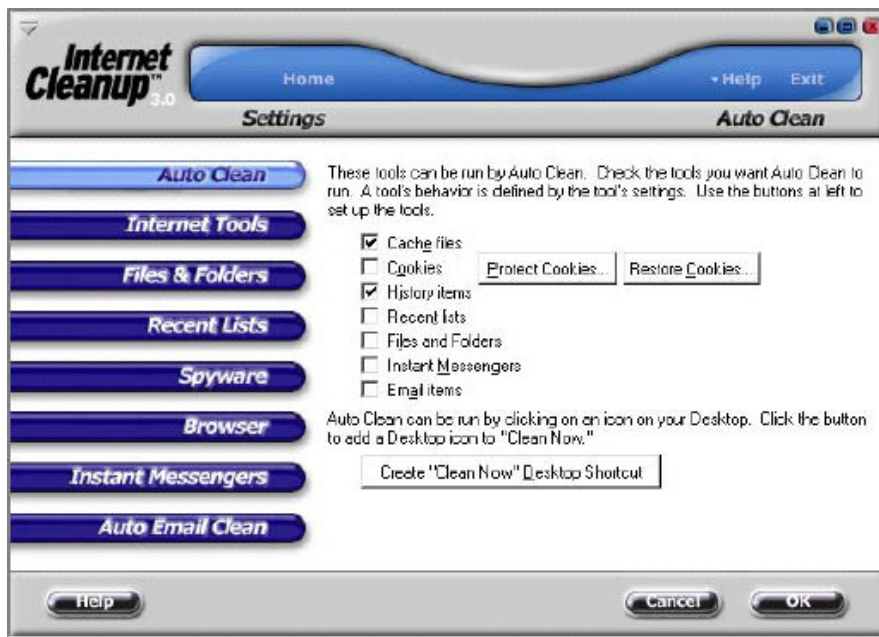 Internet
Cleanup™ 3.0
Home
Help Exit
Settings
Auto Clean
Auto Clean
Internet Tools
Files & Folders
Recent Lists
Spyware
Browser
Instant Messengers
Auto Email Clean
These tools can be run by Auto Clean. Check the tools you want Auto Clean to
run. A tool's behavior is defined by the tool's settings. Use the buttons at left to
set up the tools.
Cache files
Cookies Protect Cookies... Restore Cookies...
History items
Recent lists
Files and Folders
Instant Messengers
Email items
Auto Clean can be run by clicking on an icon on your Desktop. Click the button
to add a Desktop icon to "Clean Now."
Create "Clean Now" Desktop Shortcut
Help
Cancel
OK